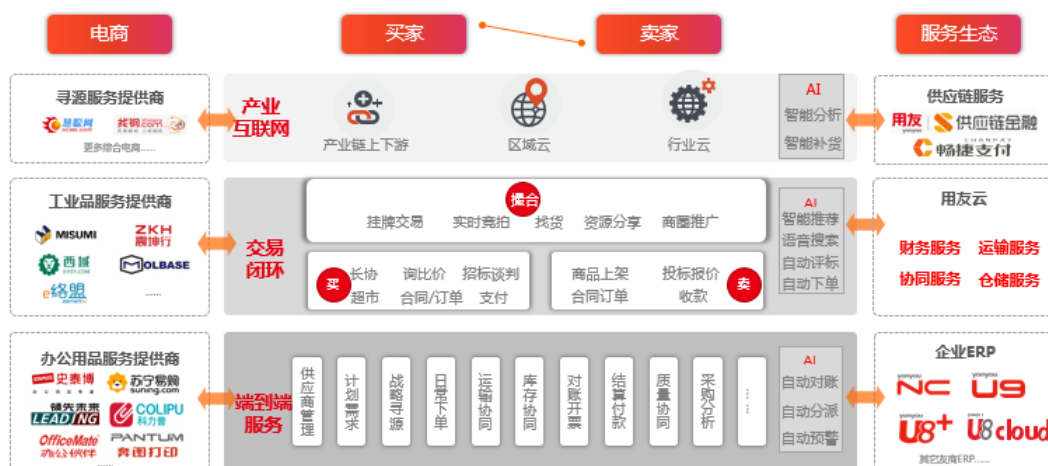 电商
买家
卖家
服务生态
寻源服务提供商
慧聪网
找钢.com
更多综合电商......
产业
互联网
产业链上下游
区域云
行业云
AI
智能分析
智能补货
供应链服务
用友
yonyou
供应链金融
CHANPAY
畅捷支付
工业品服务提供商
MISUMI
ZKH
震坤行
西域
EHSY.COM
MOLBASE
e络盟
......
交易
闭环
撮合
挂牌交易 实时竞拍 找货 资源分享 商圈推广
买
长协 询比价 招标谈判
超市 合同/订单 支付
商品上架 投标报价
合同订单 收款
卖
AI
智能推荐
语音搜索
自动评标
自动下单
用友云
财务服务 运输服务
协同服务 仓储服务
办公用品服务提供商
STAPLES 史泰博
苏宁易购
suning.com
领先未来
LEADING
COLIPU
科力普
OfficeMate
办公伙伴
PANTUM
奔图打印
......
端到端
服务
供应商管理
计划需求
战略寻源
日常下单
运输协同
库存协同
对账开票
结算付款
质量协同
采购分析
......
AI
自动对账
自动分派
自动预警
企业ERP
yonyou
NC
yonyou
U9
yonyou
U8+
yonyou
U8 cloud
其它友商ERP......